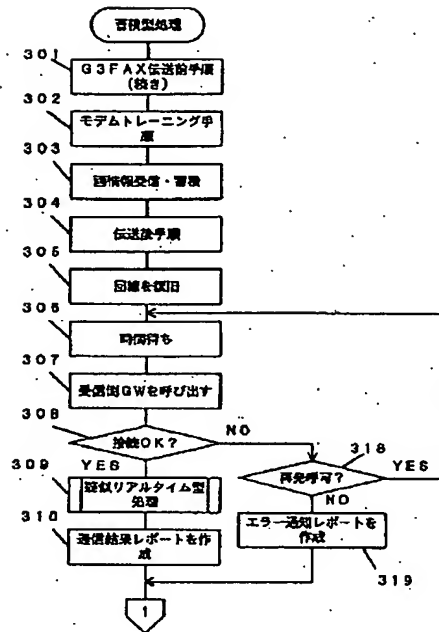 蓄積型処理
301
G3FAX伝送前手順
(続き)
302
モデムトレーニング手
順
303
画情報受信・蓄積
304
伝送後手順
305
回線を復旧
306
時間待ち
307
受信側GWを呼び出す
308
接続OK?
NO
YES
318
再発呼可?
YES
NO
309
疑似リアルタイム型
処理
310
通信結果レポートを作
成
エラー通知レポートを
作成
319
1